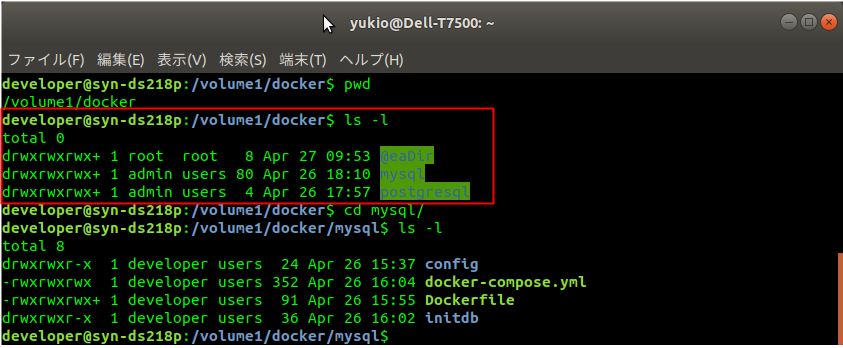 yukio@Dell-T7500: ~
ファイル(F) 編集(E) 表示(V) 検索(S) 端末(T) ヘルプ(H)
developer@syn-ds218p:/volume1/docker$ pwd
/volume1/docker
developer@syn-ds218p:/volume1/docker$ ls -l
total 0
drwxrwxrwx+ 1 root  root   8 Apr 27 09:53 @eaDir
drwxrwxrwx+ 1 admin users 80 Apr 26 18:10 mysql
drwxrwxrwx+ 1 admin users  4 Apr 26 17:57 postgresql
developer@syn-ds218p:/volume1/docker$ cd mysql/
developer@syn-ds218p:/volume1/docker/mysql$ ls -l
total 8
drwxrwxr-x  1 developer users  24 Apr 26 15:37 config
-rwxrwxrwx  1 developer users 352 Apr 26 16:04 docker-compose.yml
-rwxrwxrwx+ 1 developer users  91 Apr 26 15:55 Dockerfile
drwxrwxr-x  1 developer users  36 Apr 26 16:02 initdb
developer@syn-ds218p:/volume1/docker/mysql$